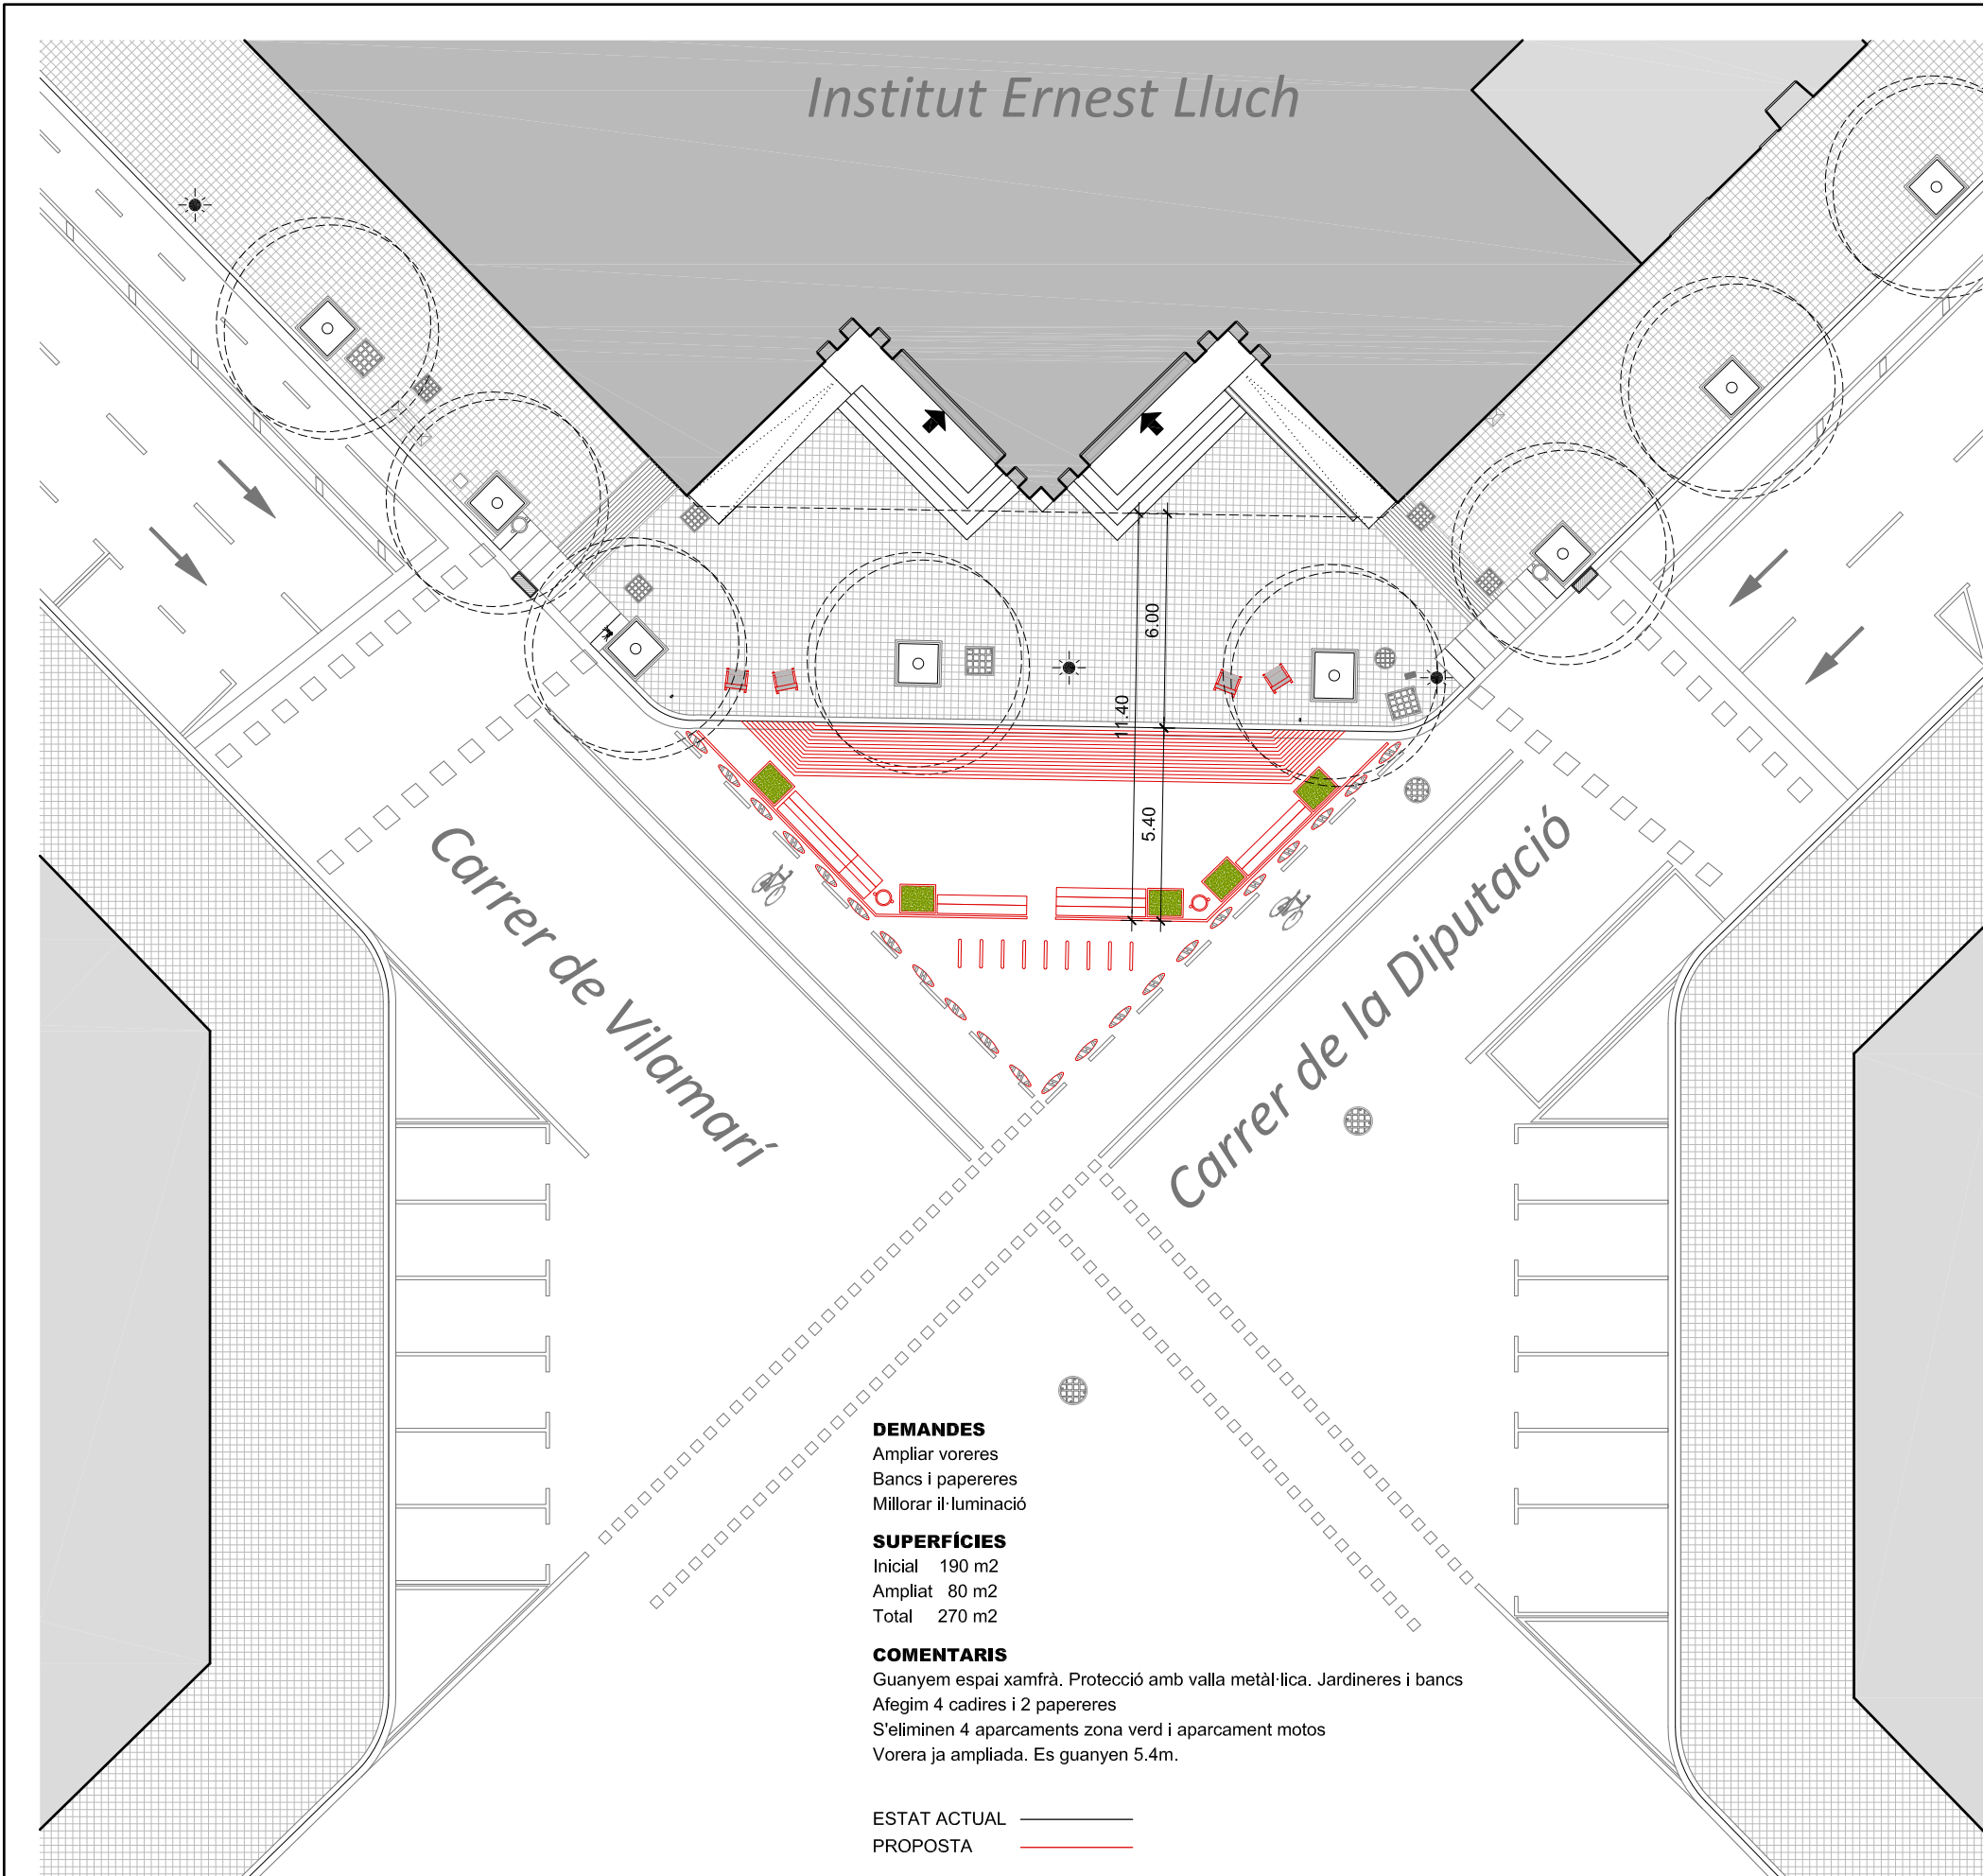 Institut Ernest Lluch
6.00
11.40
5.40
Carrer de Vilamarí
Carrer de la Diputació
DEMANDES
Ampliar voreres
Bancs i papereres
Millorar il·luminació
SUPERFÍCIES
Inicial 190 m2
Ampliat 80 m2
Total 270 m2
COMENTARIS
Guanyem espai xamfrà. Protecció amb valla metàl·lica. Jardineres i bancs
Afegim 4 cadires i 2 papereres
S'eliminen 4 aparcaments zona verd i aparcament motos
Vorera ja ampliada. Es guanyen 5.4m.
ESTAT ACTUAL
PROPOSTA